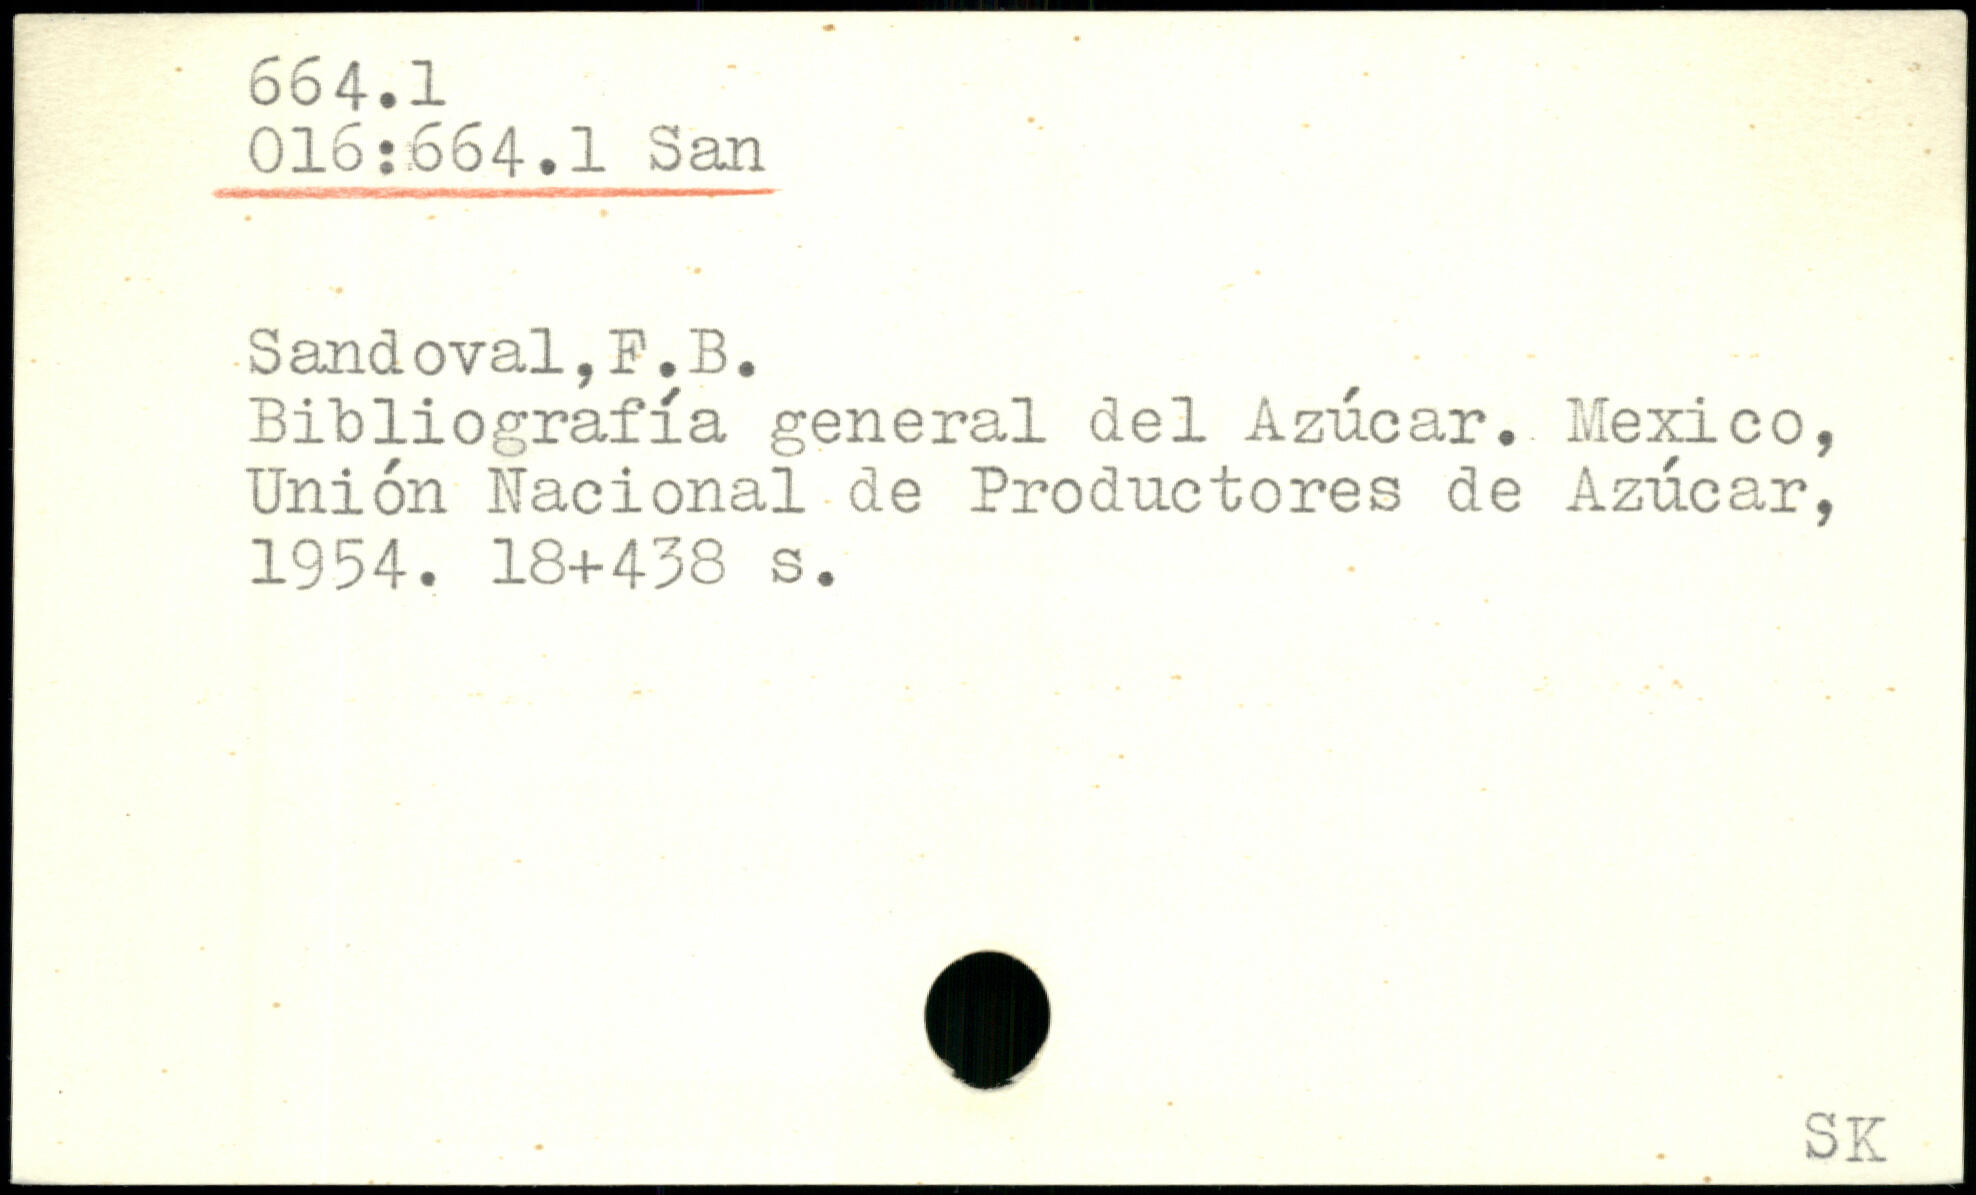 664.1
016:664.1 San
Sandoval,F.B.
Bibliografía general del Azúcar. Mexico,
Unión Nacional de Productores de Azúcar,
1954. 18+438 s.
SK